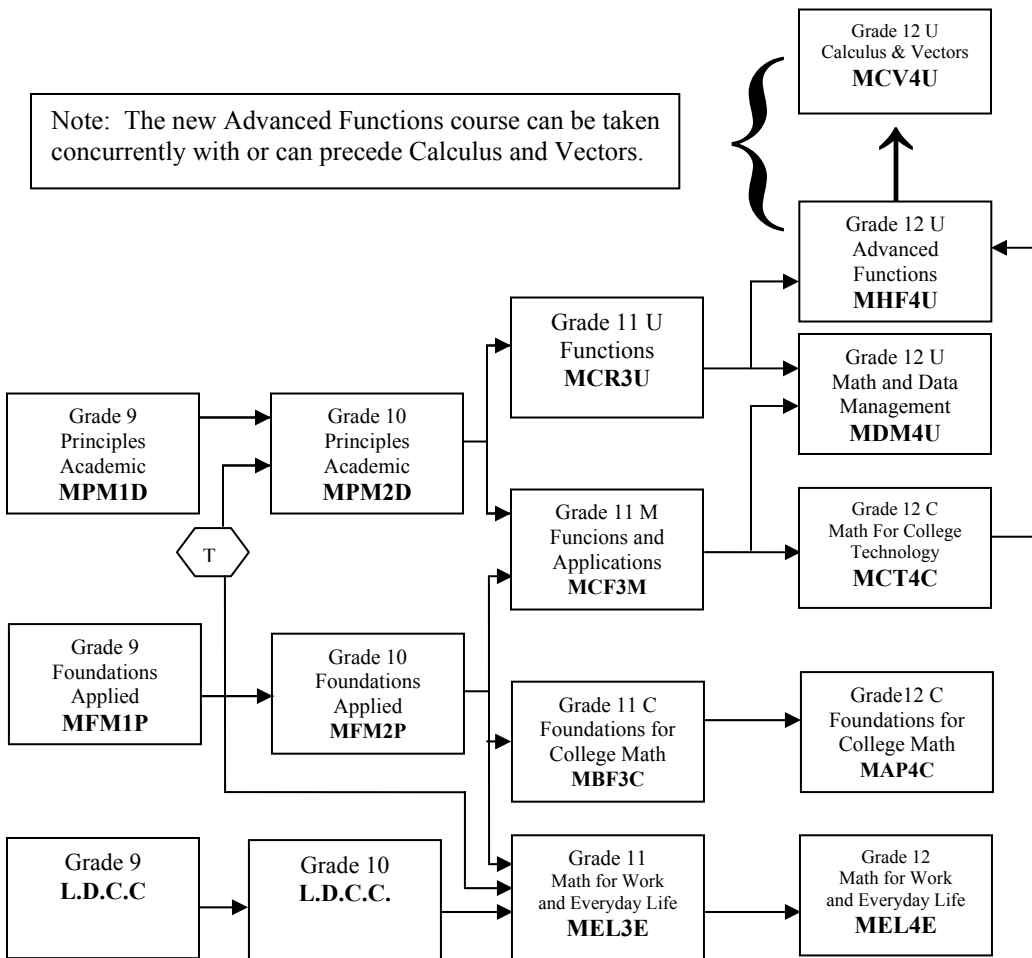 Grade 12 U
Calculus & Vectors
MCV4U
Note: The new Advanced Functions course can be taken
concurrently with or can precede Calculus and Vectors.
Grade 12 U
Advanced
Functions
MHF4U
Grade 11 U
Functions
MCR3U
Grade 12 U
Math and Data
Management
MDM4U
Grade 9
Principles
Academic
MPM1D
Grade 10
Principles
Academic
MPM2D
Grade 11 M
Funcions and
Applications
MCF3M
Grade 12 C
Math For College
Technology
MCT4C
T
Grade 9
Foundations
Applied
MFM1P
Grade 10
Foundations
Applied
MFM2P
Grade 11 C
Foundations for
College Math
MBF3C
Grade12 C
Foundations for
College Math
MAP4C
Grade 9
L.D.C.C
Grade 10
L.D.C.C.
Grade 11
Math for Work
and Everyday Life
MEL3E
Grade 12
Math for Work
and Everyday Life
MEL4E